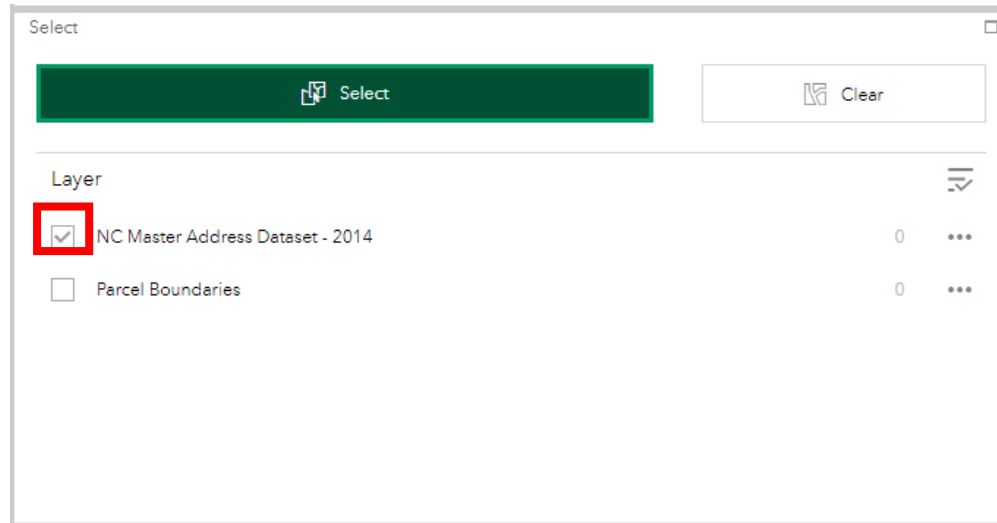 Select
Select Clear
Layer
NC Master Address Dataset - 2014 0
Parcel Boundaries 0